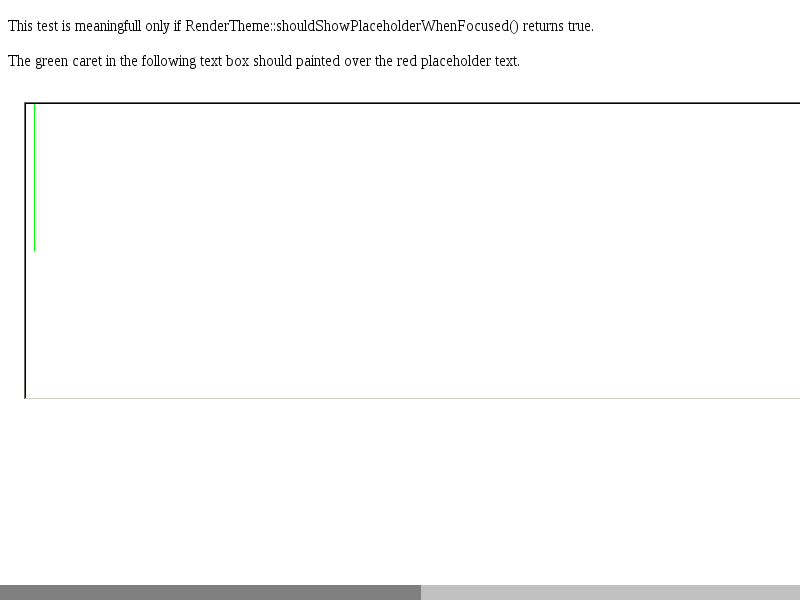 This test is meaningfull only if RenderTheme::shouldShowPlaceholderWhenFocused() returns true.
The green caret in the following text box should painted over the red placeholder text.